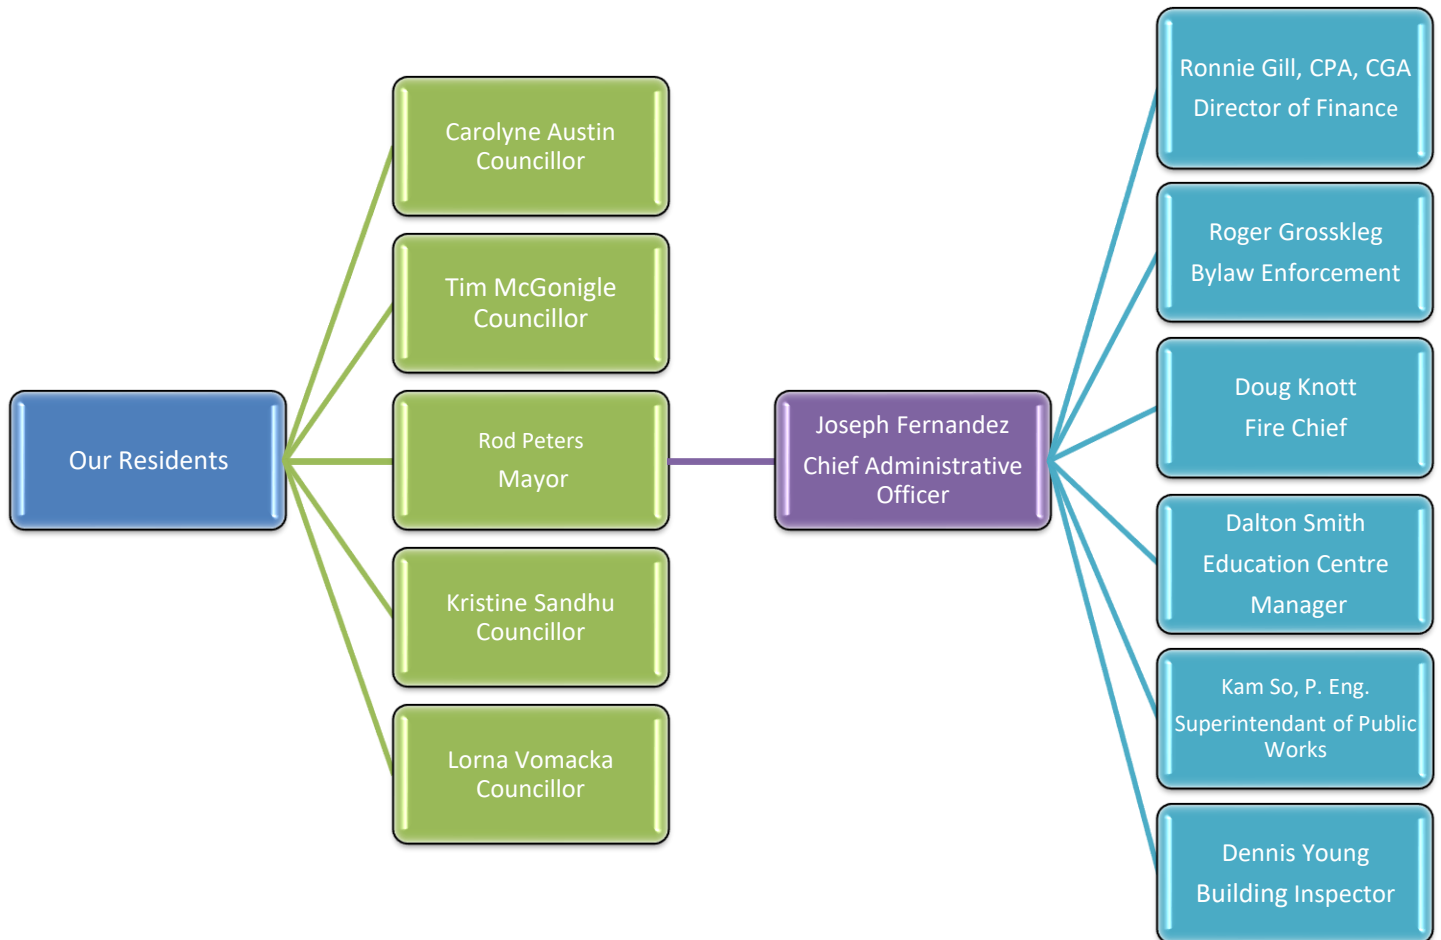 Our Residents
Carolyne Austin
Councillor
Tim McGonigle
Councillor
Rod Peters
Mayor
Kristine Sandhu
Councillor
Lorna Vomacka
Councillor
Joseph Fernandez
Chief Administrative
Officer
Ronnie Gill, CPA, CGA
Director of Finance
Roger Grosskleg
Bylaw Enforcement
Doug Knott
Fire Chief
Dalton Smith
Education Centre
Manager
Kam So, P. Eng.
Superintendant of Public
Works
Dennis Young
Building Inspector